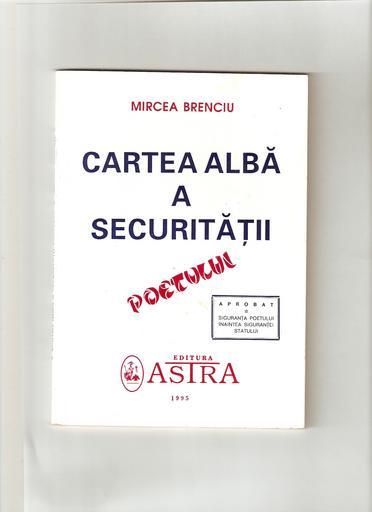 MIRCEA BRENCIU
CARTEA ALBĂ
A
SECURITĂȚII
POETULUI
APROBAT
SIGURANȚA POETULUI
ÎNAINTEA SIGURANȚEI
STATULUI
EDITURA
ASTRA
1995